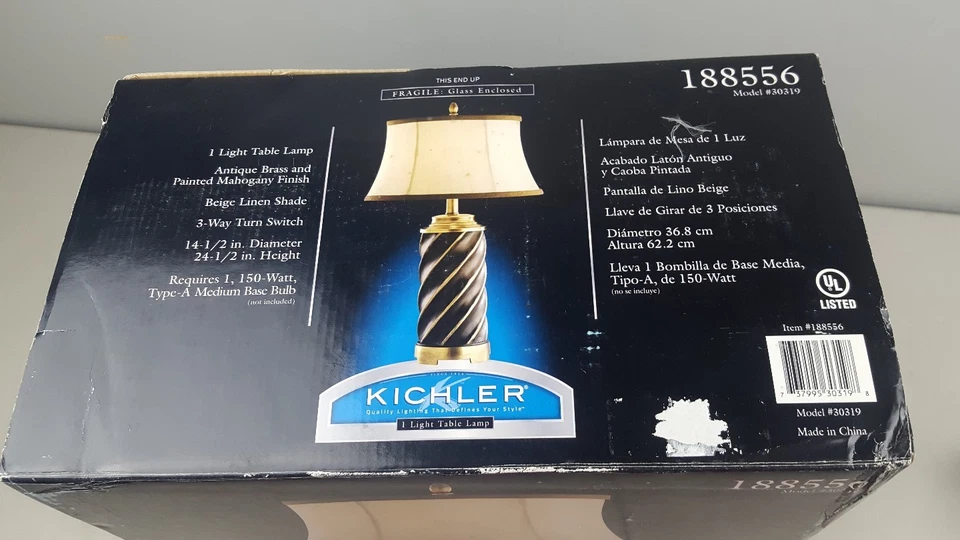 THIS END UP
FRAGILE: Glass Enclosed
188556
Model #30319
1 Light Table Lamp
Antique Brass and
Painted Mahogany Finish
Beige Linen Shade
3-Way Turn Switch
14-1/2 in. Diameter
24-1/2 in. Height
Requires 1, 150-Watt,
Type-A Medium Base Bulb
(not included)
Lámpara de Mesa de 1 Luz
Acabado Latón Antiguo
y Caoba Pintada
Pantalla de Lino Beige
Llave de Girar de 3 Posiciones
Diámetro 36.8 cm
Altura 62.2 cm
Lleva 1 Bombilla de Base Media,
Tipo-A, de 150-Watt
(no se incluye)
UL
LISTED
KICHLER®
Quality Lighting That Defines Your Style™
1 Light Table Lamp
Item #188556
7 37995 30319 8
Model #30319
Made in China
188556